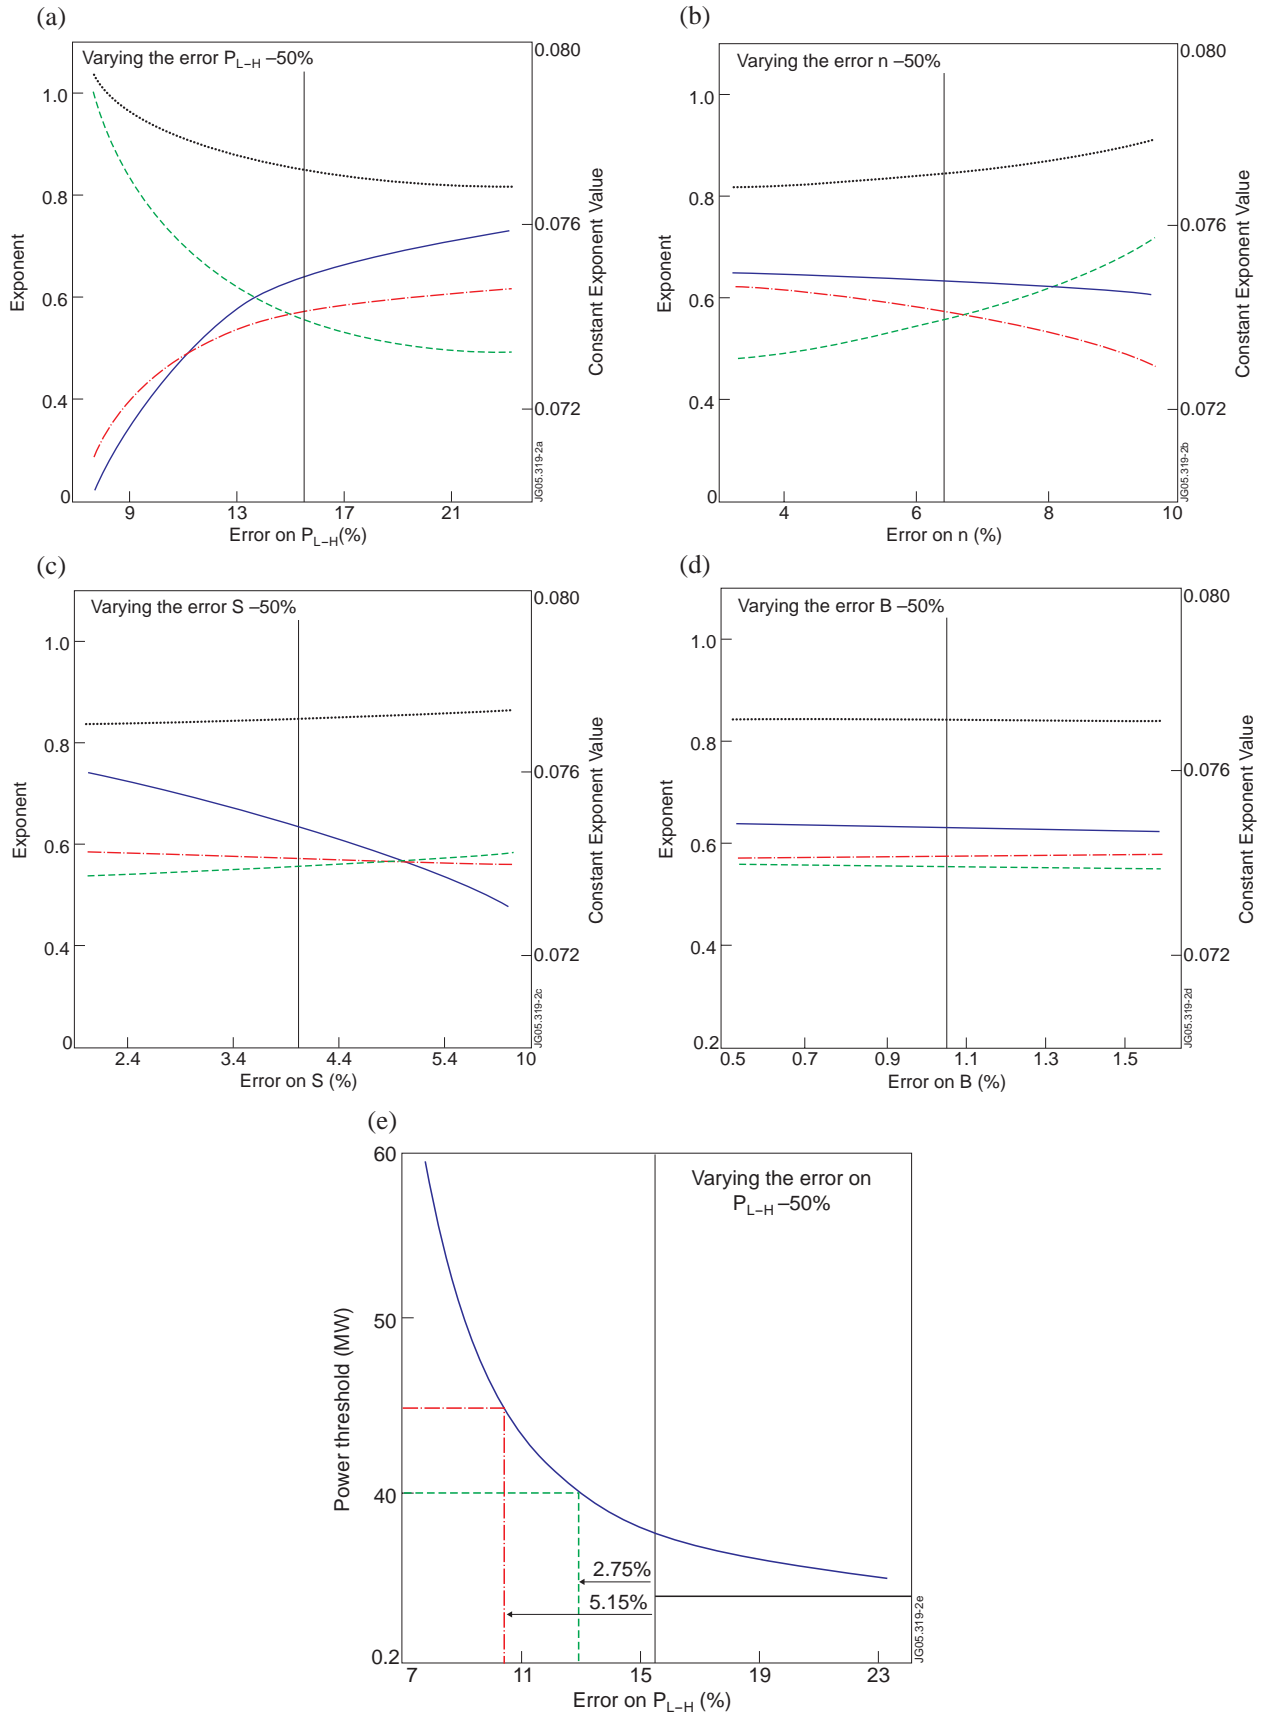 (a)
Varying the error P_L–H –50%
1.0
0.8
0.6
0.4
0
Exponent
0.080
0.076
0.072
Constant Exponent Value
JG05.319-2a
9 13 17 21
Error on P_L–H(%)
(b)
Varying the error n –50%
1.0
0.8
0.6
0.4
0
Exponent
0.080
0.076
0.072
Constant Exponent Value
JG05.319-2b
4 6 8 10
Error on n (%)
(c)
Varying the error S –50%
1.0
0.8
0.6
0.4
0
Exponent
0.080
0.076
0.072
Constant Exponent Value
JG05.319-2c
2.4 3.4 4.4 5.4 10
Error on S (%)
(d)
Varying the error B –50%
1.0
0.8
0.6
0.4
0.2
Exponent
0.080
0.076
0.072
Constant Exponent Value
JG05.319-2d
0.5 0.7 0.9 1.1 1.3 1.5
Error on B (%)
(e)
Varying the error on
P_L–H –50%
60
50
40
0.2
Power threshold (MW)
2.75%
5.15%
JG05.319-2e
7 11 15 19 23
Error on P_L–H (%)